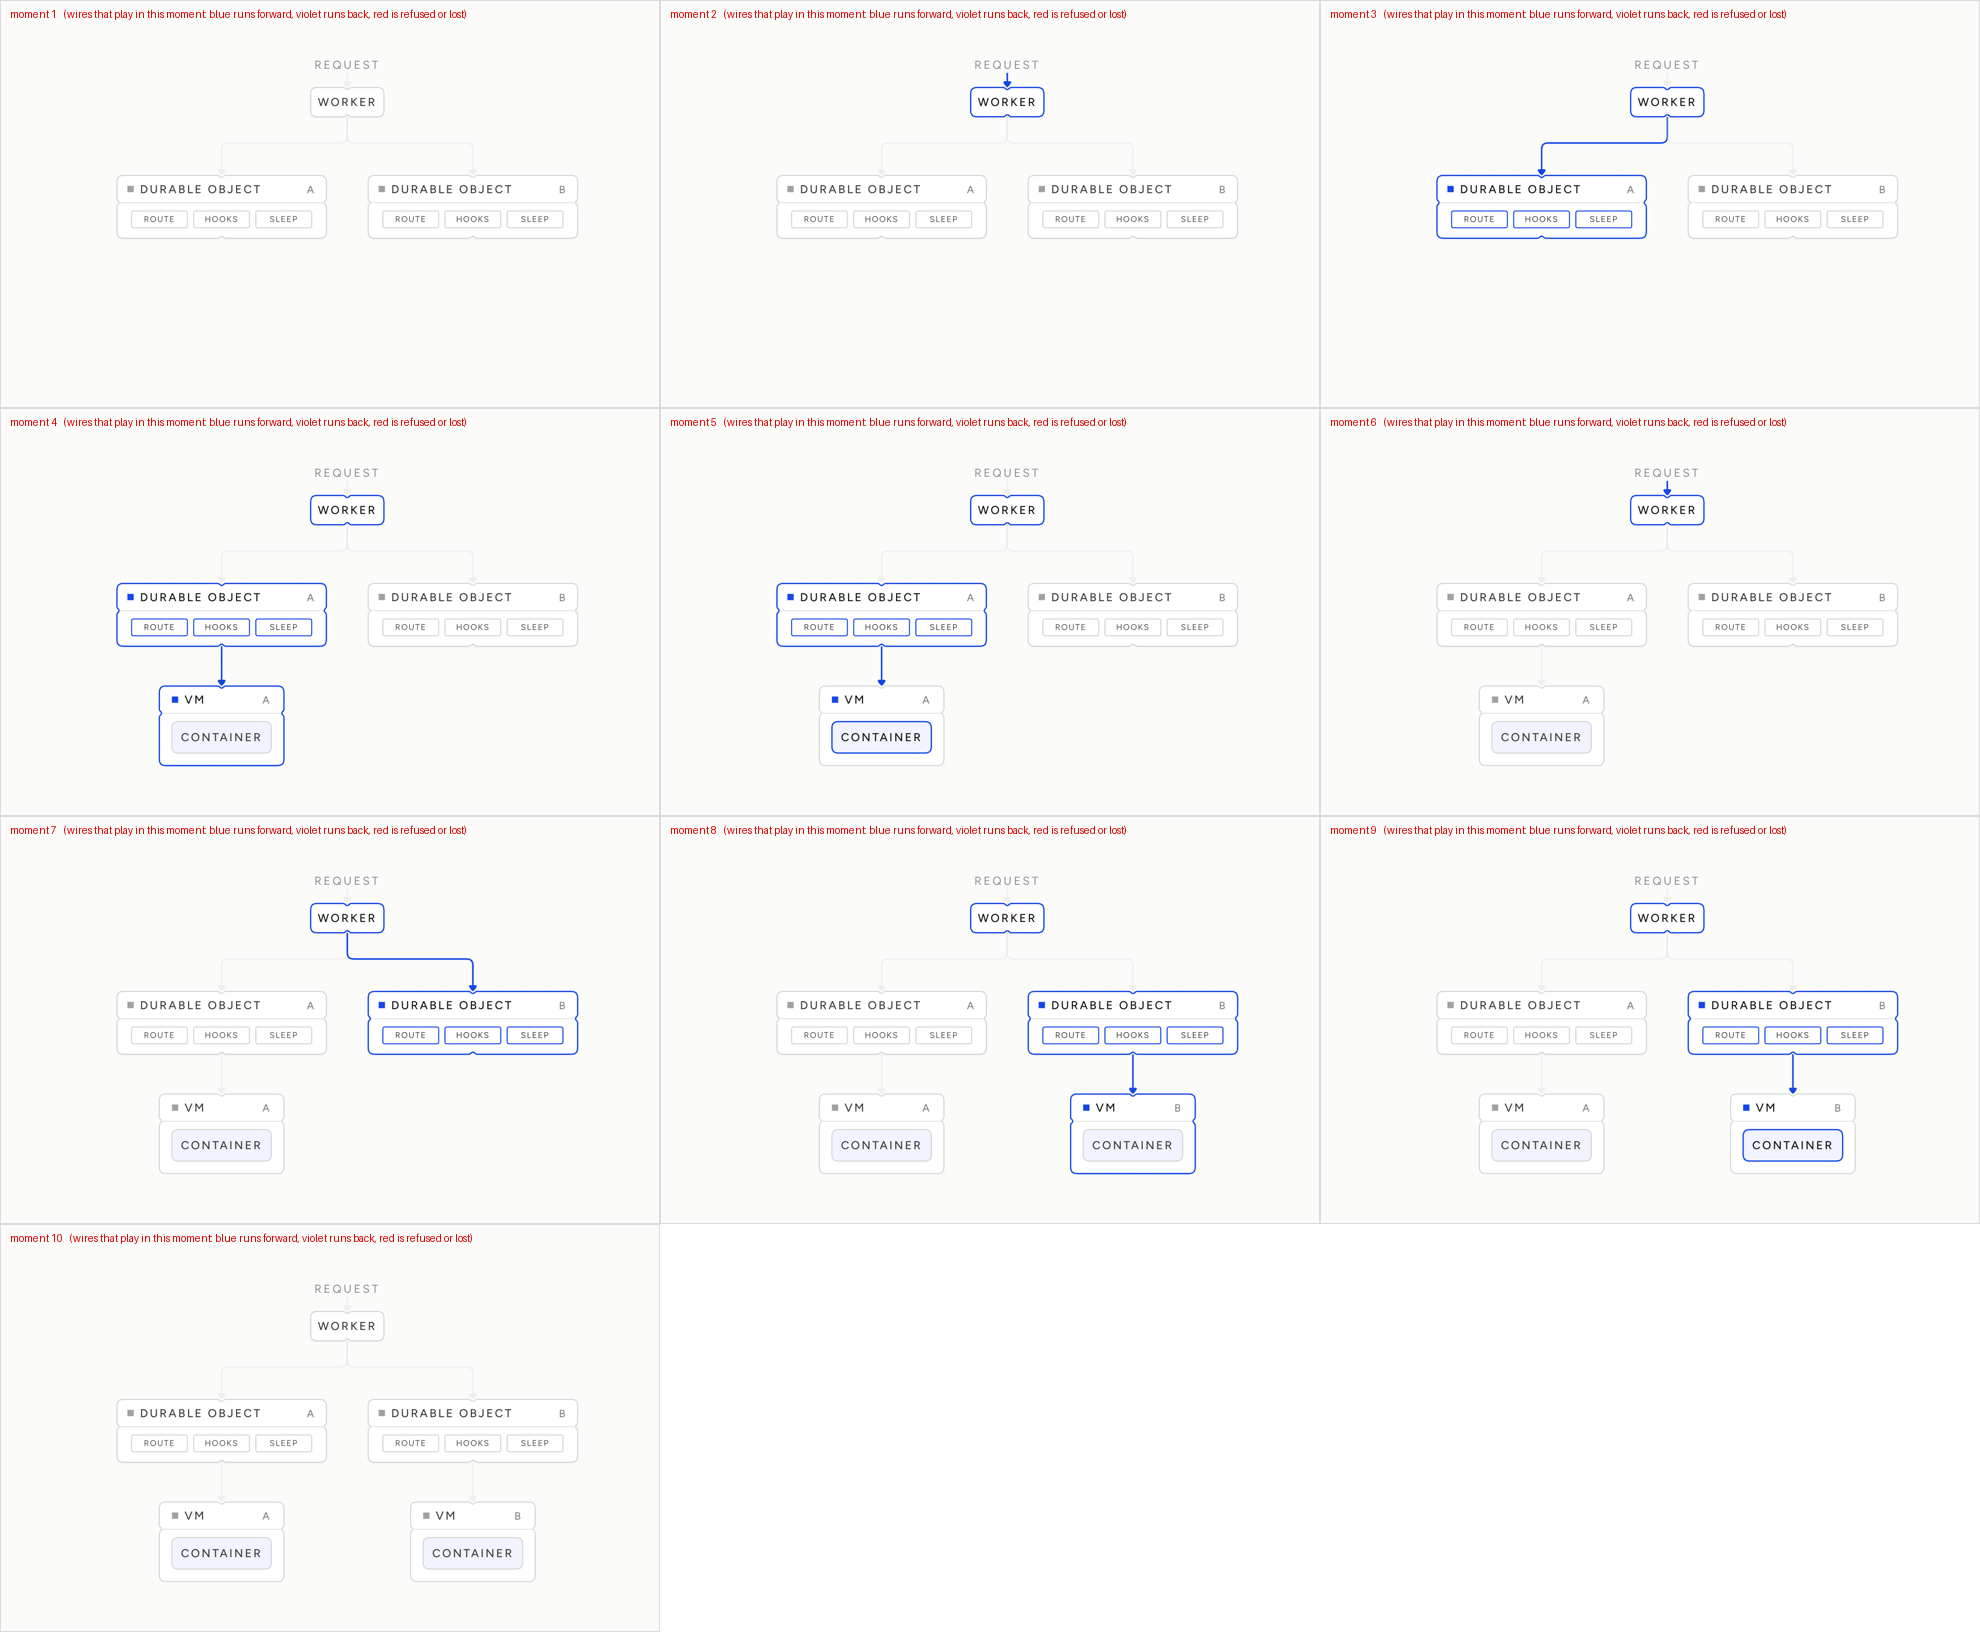 moment 1 (wires that play in this moment: blue runs forward, violet runs back, red is refused or lost)
REQUEST
WORKER
DURABLE OBJECT A
ROUTE HOOKS SLEEP
DURABLE OBJECT B
ROUTE HOOKS SLEEP
moment 2 (wires that play in this moment: blue runs forward, violet runs back, red is refused or lost)
REQUEST
WORKER
DURABLE OBJECT A
ROUTE HOOKS SLEEP
DURABLE OBJECT B
ROUTE HOOKS SLEEP
moment 3 (wires that play in this moment: blue runs forward, violet runs back, red is refused or lost)
REQUEST
WORKER
DURABLE OBJECT A
ROUTE HOOKS SLEEP
DURABLE OBJECT B
ROUTE HOOKS SLEEP
moment 4 (wires that play in this moment: blue runs forward, violet runs back, red is refused or lost)
REQUEST
WORKER
DURABLE OBJECT A
ROUTE HOOKS SLEEP
DURABLE OBJECT B
ROUTE HOOKS SLEEP
VM A
CONTAINER
moment 5 (wires that play in this moment: blue runs forward, violet runs back, red is refused or lost)
REQUEST
WORKER
DURABLE OBJECT A
ROUTE HOOKS SLEEP
DURABLE OBJECT B
ROUTE HOOKS SLEEP
VM A
CONTAINER
moment 6 (wires that play in this moment: blue runs forward, violet runs back, red is refused or lost)
REQUEST
WORKER
DURABLE OBJECT A
ROUTE HOOKS SLEEP
DURABLE OBJECT B
ROUTE HOOKS SLEEP
VM A
CONTAINER
moment 7 (wires that play in this moment: blue runs forward, violet runs back, red is refused or lost)
REQUEST
WORKER
DURABLE OBJECT A
ROUTE HOOKS SLEEP
DURABLE OBJECT B
ROUTE HOOKS SLEEP
VM A
CONTAINER
moment 8 (wires that play in this moment: blue runs forward, violet runs back, red is refused or lost)
REQUEST
WORKER
DURABLE OBJECT A
ROUTE HOOKS SLEEP
DURABLE OBJECT B
ROUTE HOOKS SLEEP
VM A
CONTAINER
VM B
CONTAINER
moment 9 (wires that play in this moment: blue runs forward, violet runs back, red is refused or lost)
REQUEST
WORKER
DURABLE OBJECT A
ROUTE HOOKS SLEEP
DURABLE OBJECT B
ROUTE HOOKS SLEEP
VM A
CONTAINER
VM B
CONTAINER
moment 10 (wires that play in this moment: blue runs forward, violet runs back, red is refused or lost)
REQUEST
WORKER
DURABLE OBJECT A
ROUTE HOOKS SLEEP
DURABLE OBJECT B
ROUTE HOOKS SLEEP
VM A
CONTAINER
VM B
CONTAINER